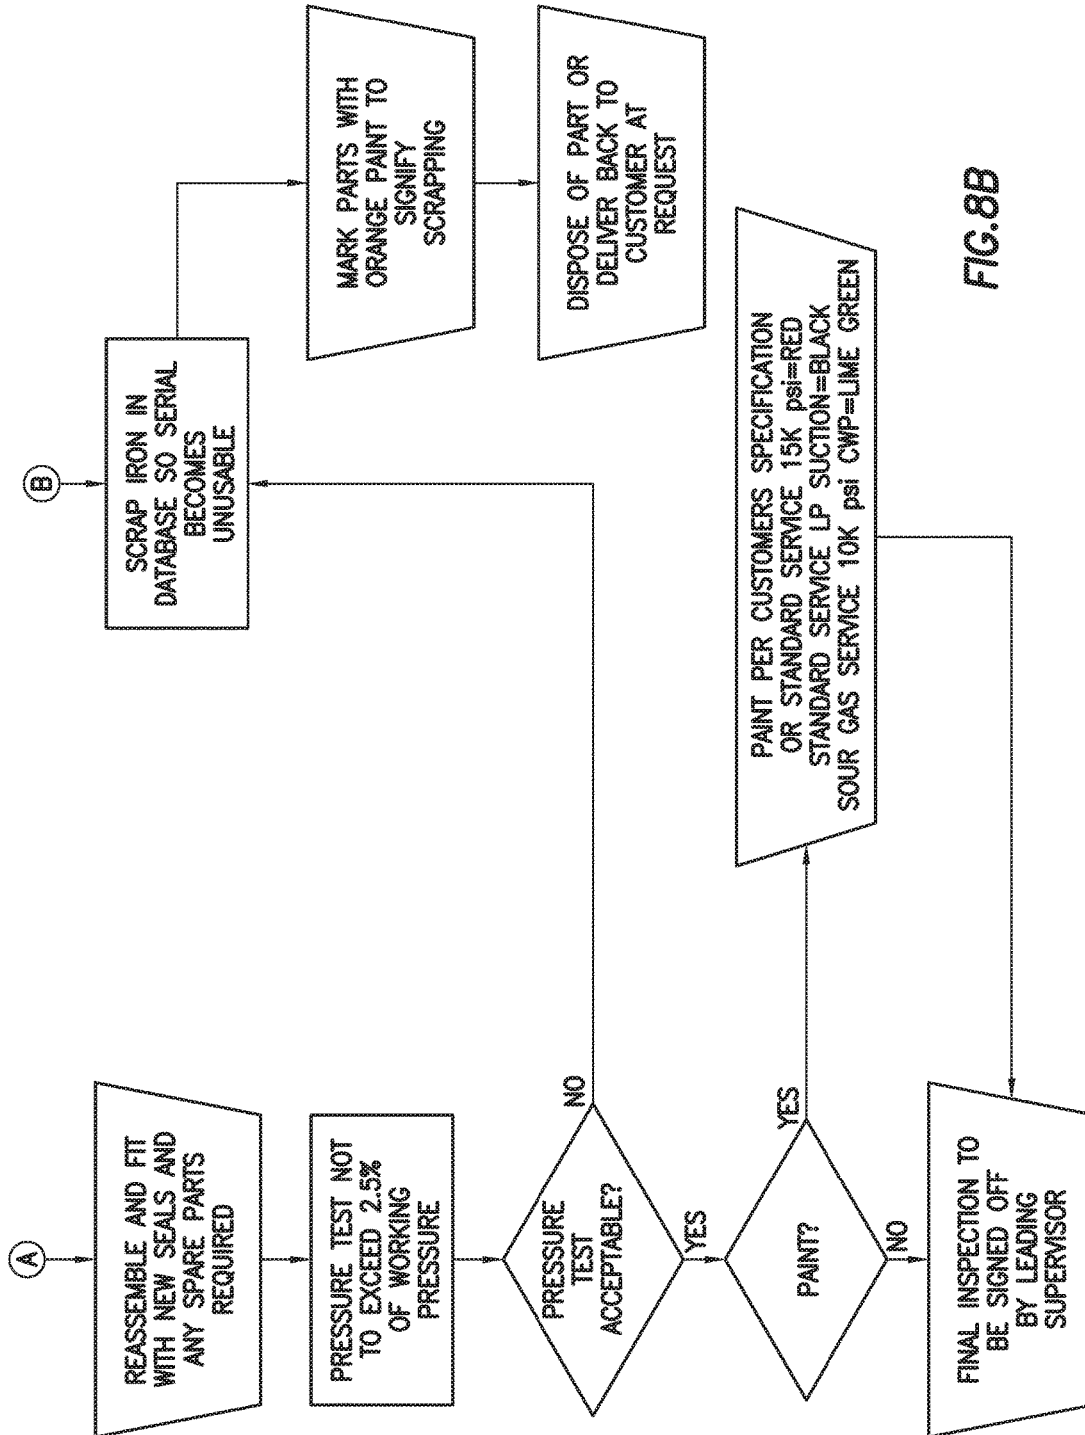 A
REASSEMBLE AND FIT
WITH NEW SEALS AND
ANY SPARE PARTS
REQUIRED
PRESSURE TEST NOT
TO EXCEED 2.5%
OF WORKING
PRESSURE
PRESSURE
TEST
ACCEPTABLE?
NO
YES
PAINT?
YES
NO
FINAL INSPECTION TO
BE SIGNED OFF
BY LEADING
SUPERVISOR
B
SCRAP IRON IN
DATABASE SO SERIAL
BECOMES
UNUSABLE
MARK PARTS WITH
ORANGE PAINT TO
SIGNIFY
SCRAPPING
DISPOSE OF PART OR
DELIVER BACK TO
CUSTOMER AT
REQUEST
PAINT PER CUSTOMERS SPECIFICATION
OR STANDARD SERVICE 15K psi=RED
STANDARD SERVICE LP SUCTION=BLACK
SOUR GAS SERVICE 10K psi CWP=LIME GREEN
FIG.8B